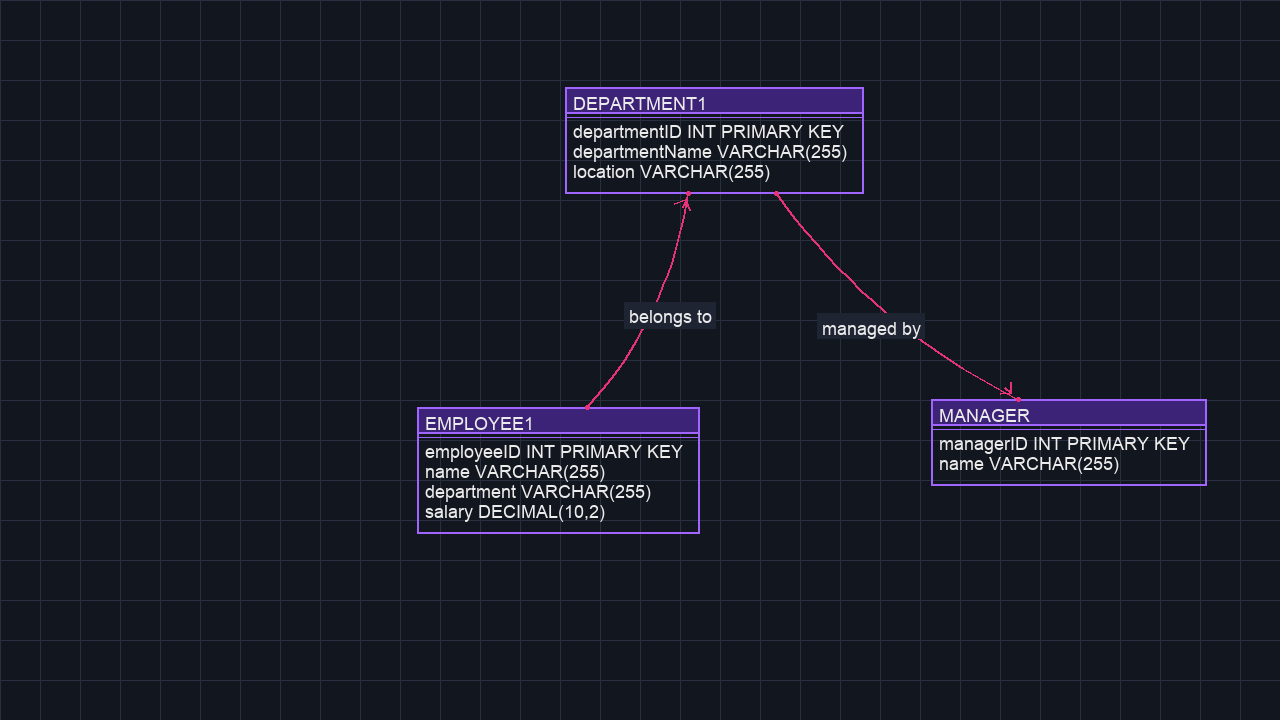 DEPARTMENT1
departmentID INT PRIMARY KEY
departmentName VARCHAR(255)
location VARCHAR(255)
belongs to
managed by
EMPLOYEE1
employeeID INT PRIMARY KEY
name VARCHAR(255)
department VARCHAR(255)
salary DECIMAL(10,2)
MANAGER
managerID INT PRIMARY KEY
name VARCHAR(255)